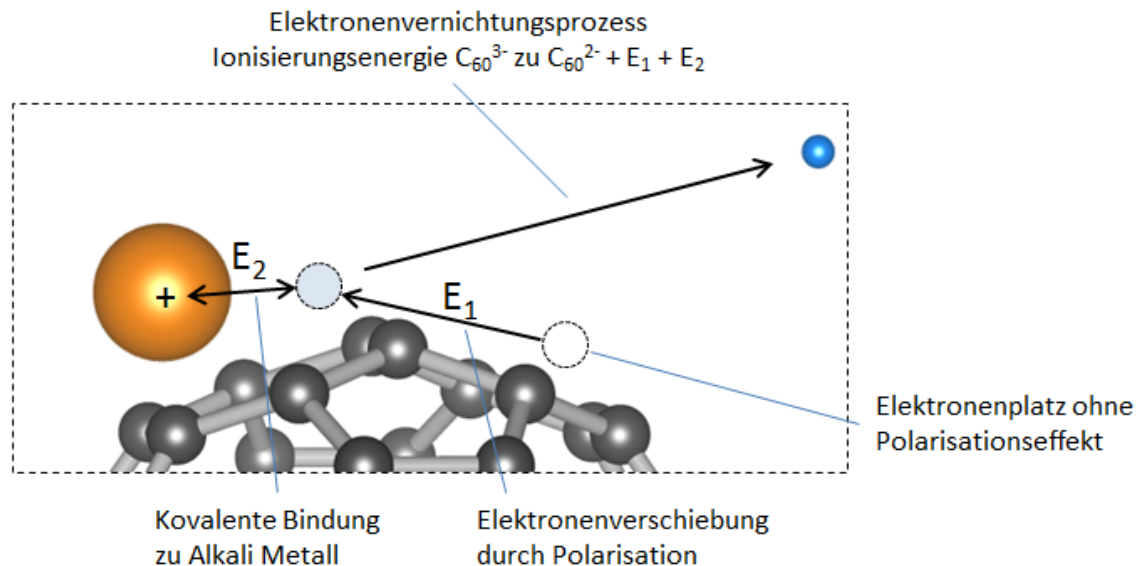 Elektronenvernichtungsprozess
Ionisierungsenergie C₆₀³⁻ zu C₆₀²⁻ + E₁ + E₂
E₂
+
E₁
Elektronenplatz ohne
Polarisationseffekt
Kovalente Bindung
zu Alkali Metall
Elektronenverschiebung
durch Polarisation